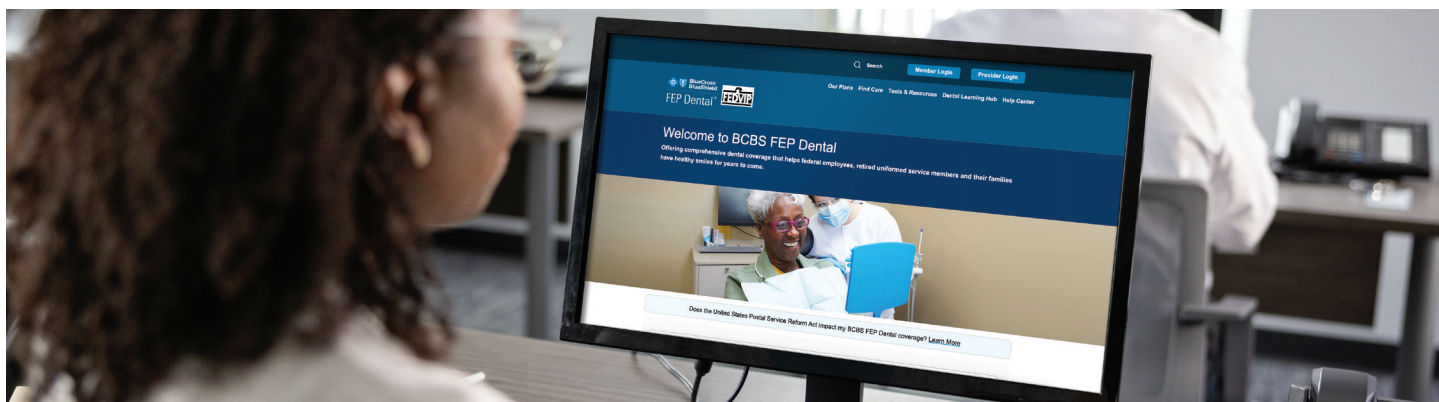 Search
Member Login
Provider Login
BlueCross
BlueShield
FEP Dental
FEDVIP
Our Plans Find Care Tools & Resources Dental Learning Hub Help Center
Welcome to BCBS FEP Dental
Offering comprehensive dental coverage that helps federal employees, retired uniformed service members and their families
have healthy smiles for years to come.
Does the United States Postal Service Reform Act impact my BCBS FEP Dental coverage? Learn More